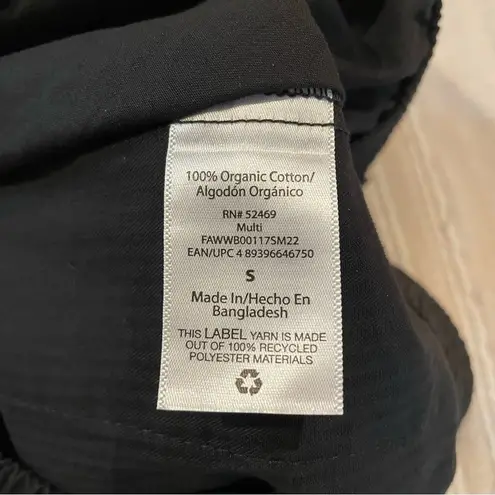 100% Organic Cotton/
Algodón Orgánico
RN# 52469
Multi
FAWWB00117SM22
EAN/UPC 4 89396646750
S
Made In/Hecho En
Bangladesh
THIS LABEL YARN IS MADE
OUT OF 100% RECYCLED
POLYESTER MATERIALS